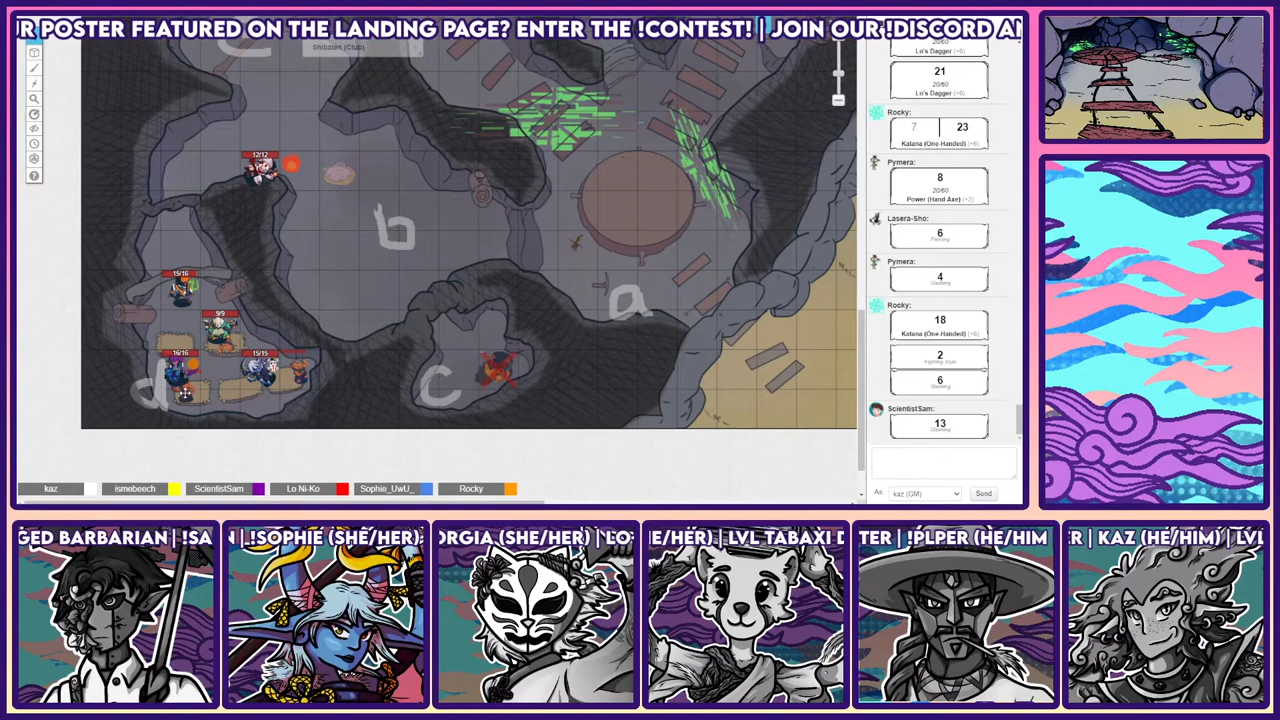 UR POSTER FEATURED ON THE LANDING PAGE? ENTER THE !CONTEST! | JOIN OUR !DISCORD AN
Shibaten (Club)
12/12
b
15/16
9/9
a
16/16
15/15
d
c
20/60
Lo's Dagger (+6)
21
20/60
Lo's Dagger (+6)
Rocky:
7 23
Katana (One-Handed) (+6)
Pymera:
8
20/60
Power (Hand Axe) (+2)
Lasera-Sho:
6
Piercing
Pymera:
4
Slashing
Rocky:
18
Katana (One-Handed) (+6)
2
Fighting Style
6
Slashing
ScientistSam:
13
Slashing
As: kaz (GM) Send
kaz ismebeech ScientistSam Lo Ni-Ko Sophie_UwU_ Rocky
GED BARBARIAN | !SA
N | !SOPHIE (SHE/HER)
ORGIA (SHE/HER) | LO
E/HER) | LVL TABAXI D
TER | !PLPER (HE/HIM
R | KAZ (HE/HIM) | LVL